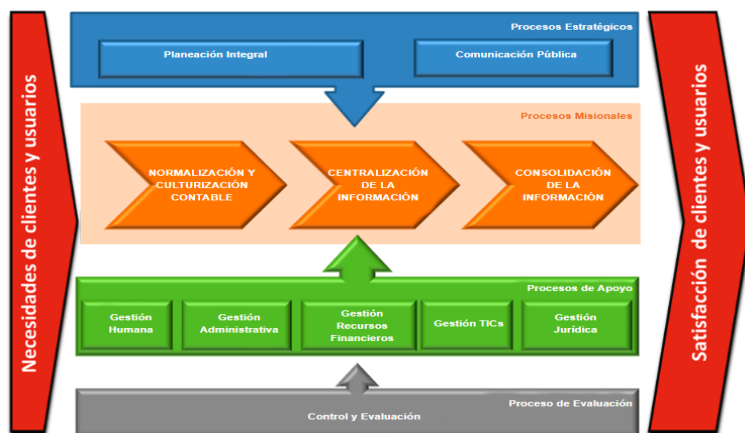 Necesidades de clientes y usuarios
Procesos Estratégicos
Planeación Integral
Comunicación Pública
Procesos Misionales
NORMALIZACIÓN Y
CULTURIZACIÓN
CONTABLE
CENTRALIZACIÓN
DE LA
INFORMACIÓN
CONSOLIDACIÓN
DE LA
INFORMACIÓN
Procesos de Apoyo
Gestión
Humana
Gestión
Administrativa
Gestión
Recursos
Financieros
Gestión TICs
Gestión
Jurídica
Proceso de Evaluación
Control y Evaluación
Satisfacción de clientes y usuarios